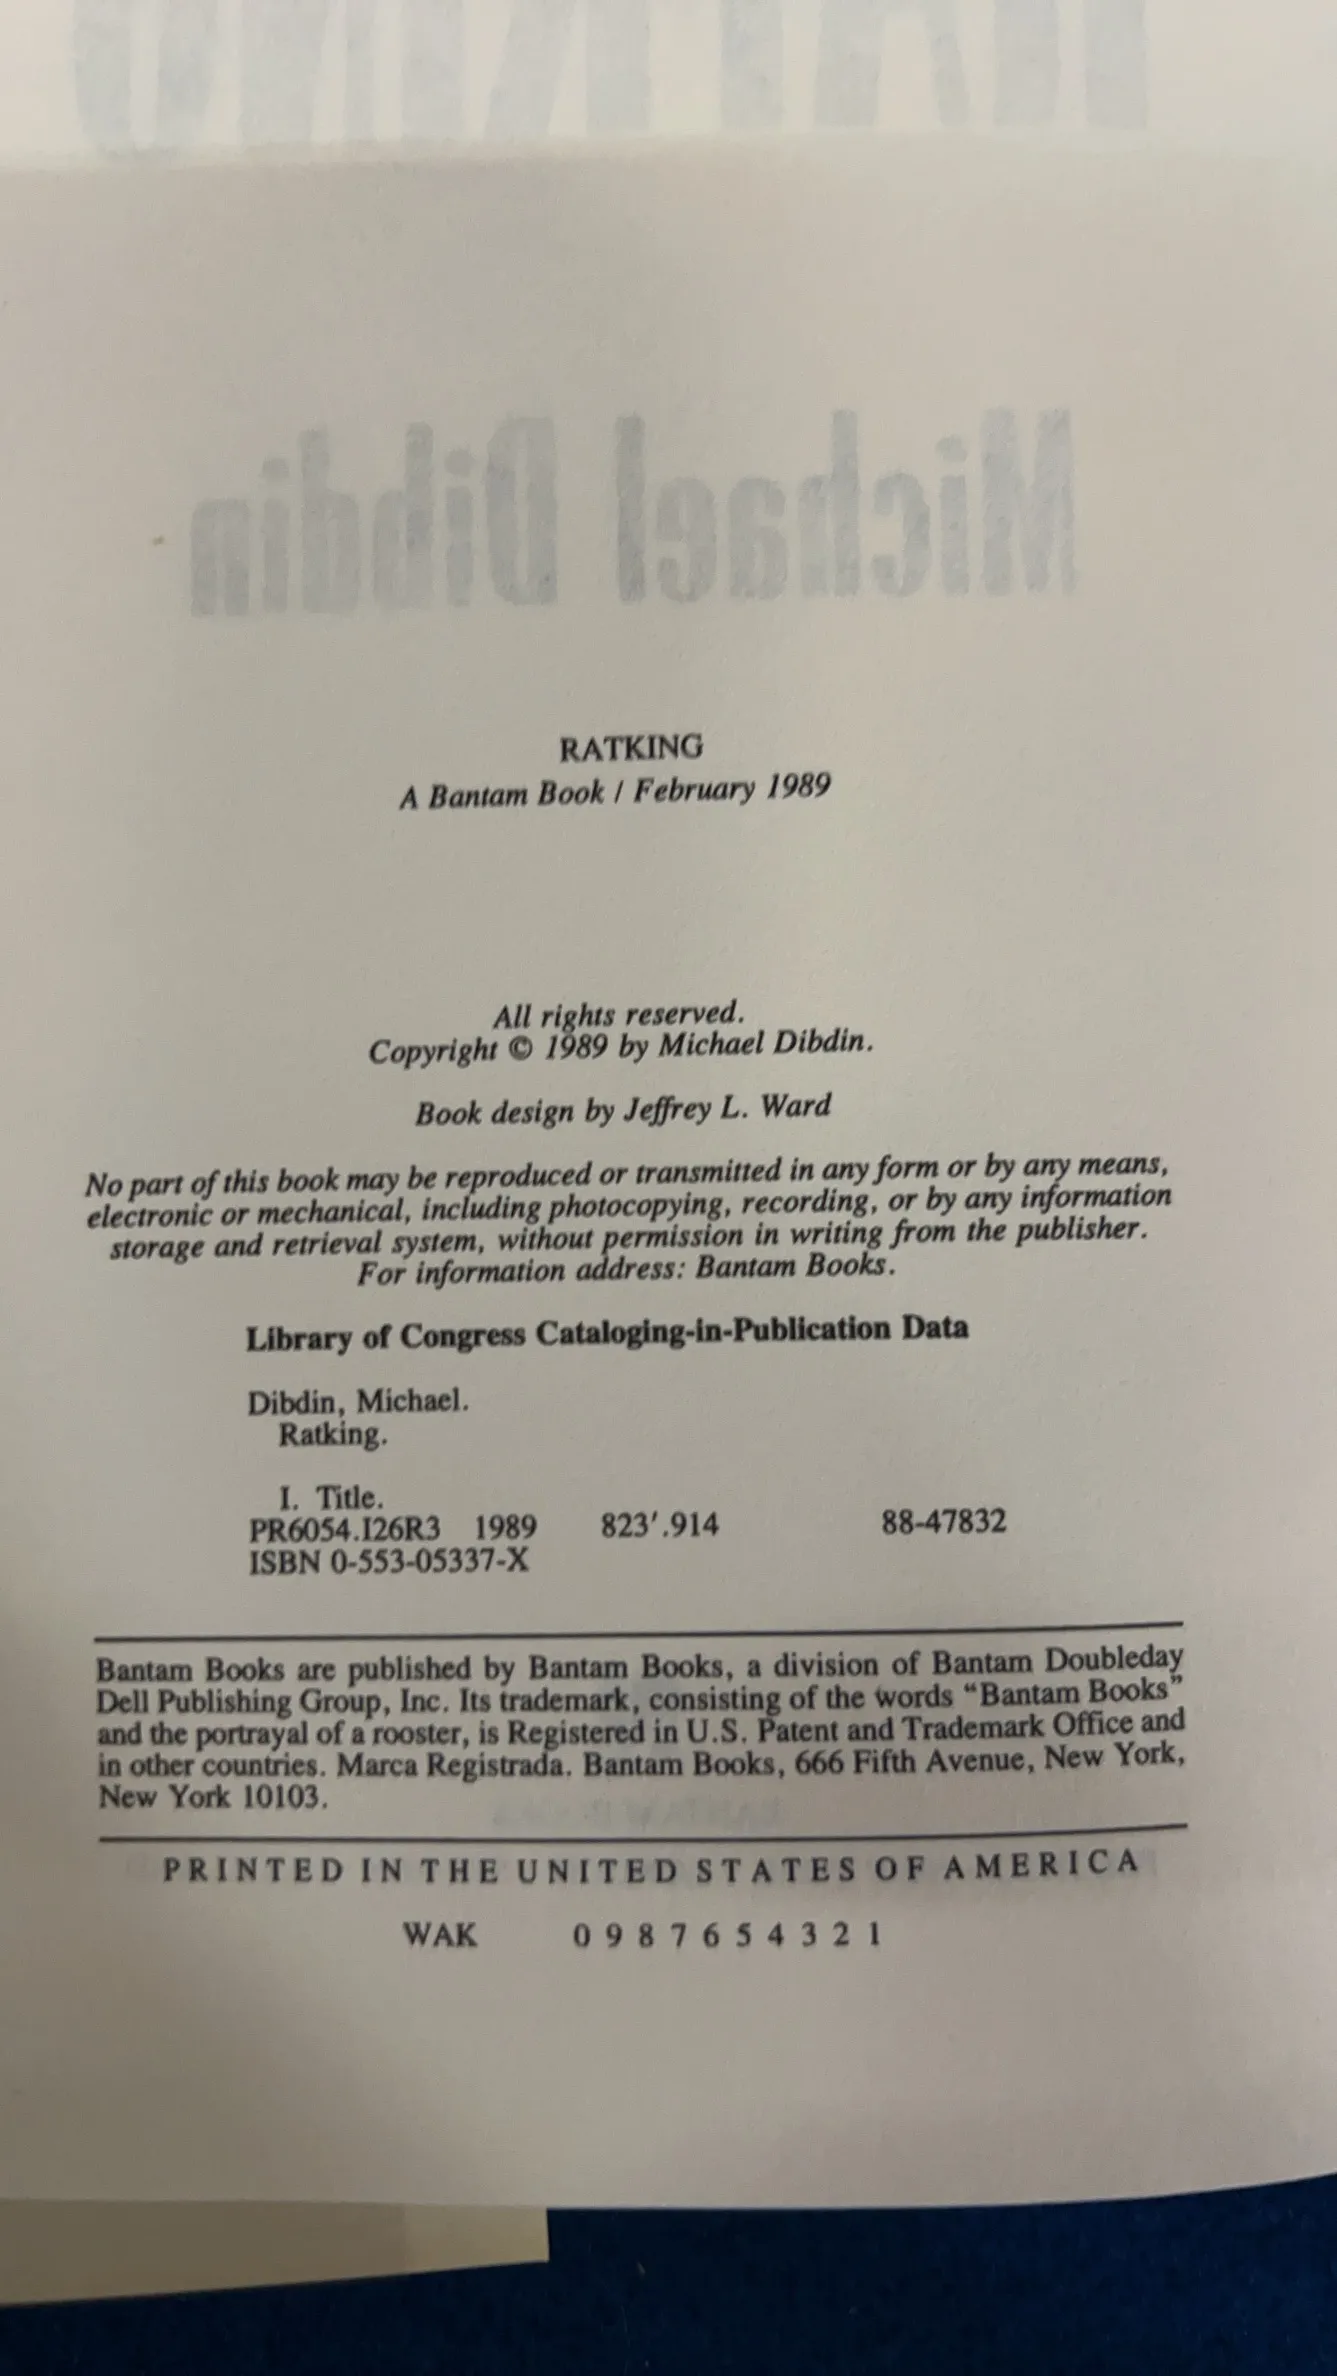 Michael Dibdin
RATKING
A Bantam Book / February 1989
All rights reserved.
Copyright © 1989 by Michael Dibdin.
Book design by Jeffrey L. Ward
No part of this book may be reproduced or transmitted in any form or by any means,
electronic or mechanical, including photocopying, recording, or by any information
storage and retrieval system, without permission in writing from the publisher.
For information address: Bantam Books.
Library of Congress Cataloging-in-Publication Data
Dibdin, Michael.
Ratking.
I. Title.
PR6054.I26R3 1989 823'.914 88-47832
ISBN 0-553-05337-X
Bantam Books are published by Bantam Books, a division of Bantam Doubleday
Dell Publishing Group, Inc. Its trademark, consisting of the words “Bantam Books”
and the portrayal of a rooster, is Registered in U.S. Patent and Trademark Office and
in other countries. Marca Registrada. Bantam Books, 666 Fifth Avenue, New York,
New York 10103.
PRINTED IN THE UNITED STATES OF AMERICA
WAK 0 9 8 7 6 5 4 3 2 1